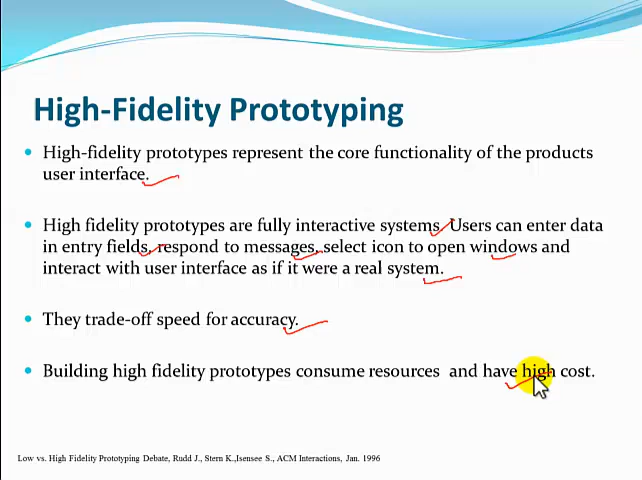 High-Fidelity Prototyping
• High-fidelity prototypes represent the core functionality of the products
user interface.
• High fidelity prototypes are fully interactive systems. Users can enter data
in entry fields, respond to messages, select icon to open windows and
interact with user interface as if it were a real system.
• They trade-off speed for accuracy.
• Building high fidelity prototypes consume resources and have high cost.
Low vs. High Fidelity Prototyping Debate, Rudd J., Stern K.,Isensee S., ACM Interactions, Jan. 1996